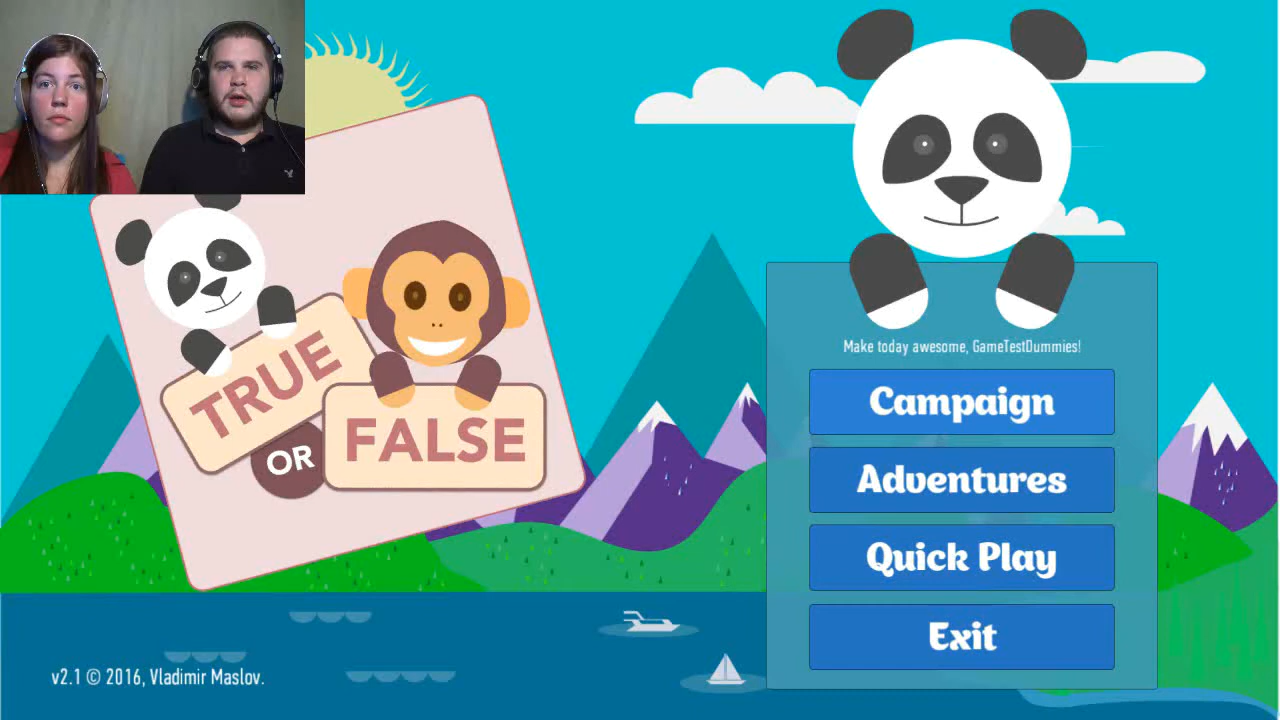 TRUE
OR
FALSE
Make today awesome, GameTestDummies!
Campaign
Adventures
Quick Play
Exit
v2.1 © 2016, Vladimir Maslov.